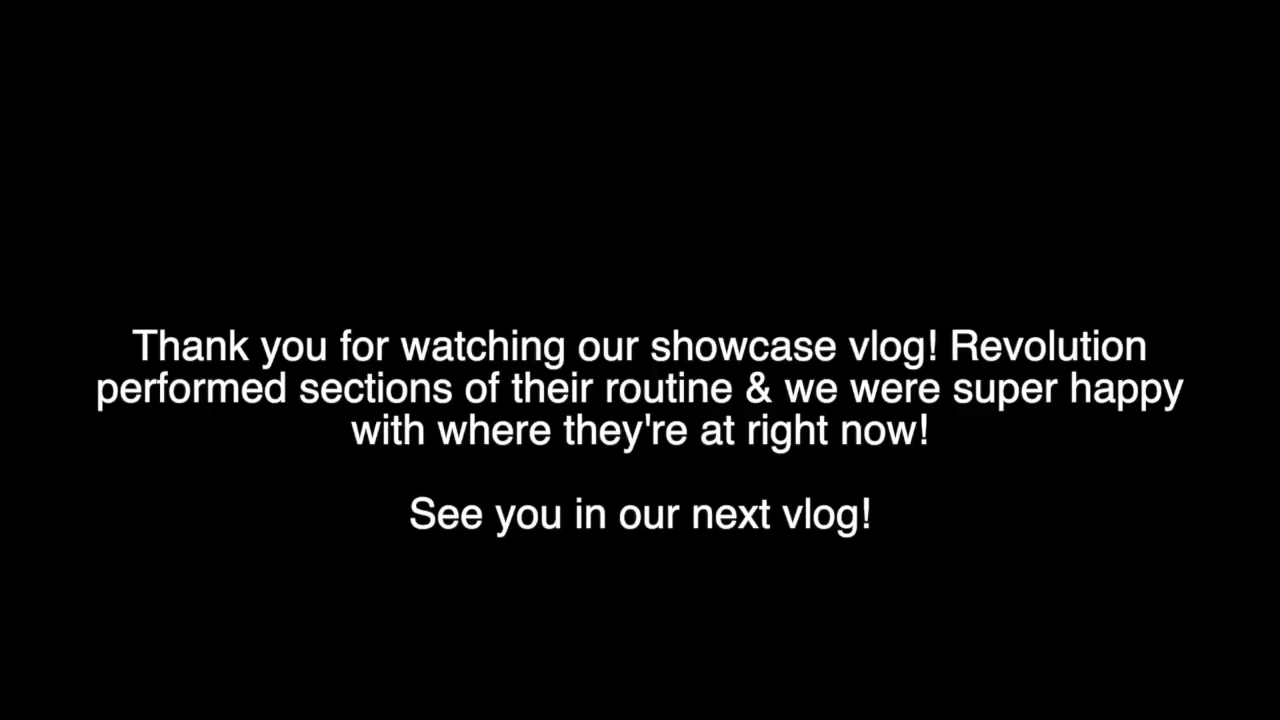 Thank you for watching our showcase vlog! Revolution
performed sections of their routine & we were super happy
with where they're at right now!
See you in our next vlog!